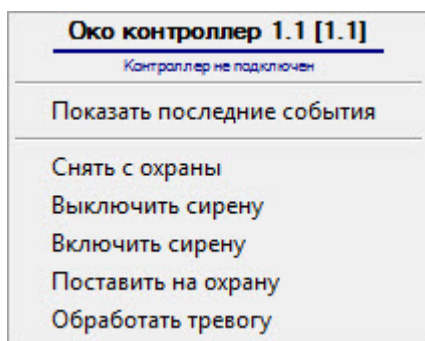 Око контроллер 1.1 [1.1]
Контроллер не подключен
Показать последние события
Снять с охраны
Выключить сирену
Включить сирену
Поставить на охрану
Обработать тревогу